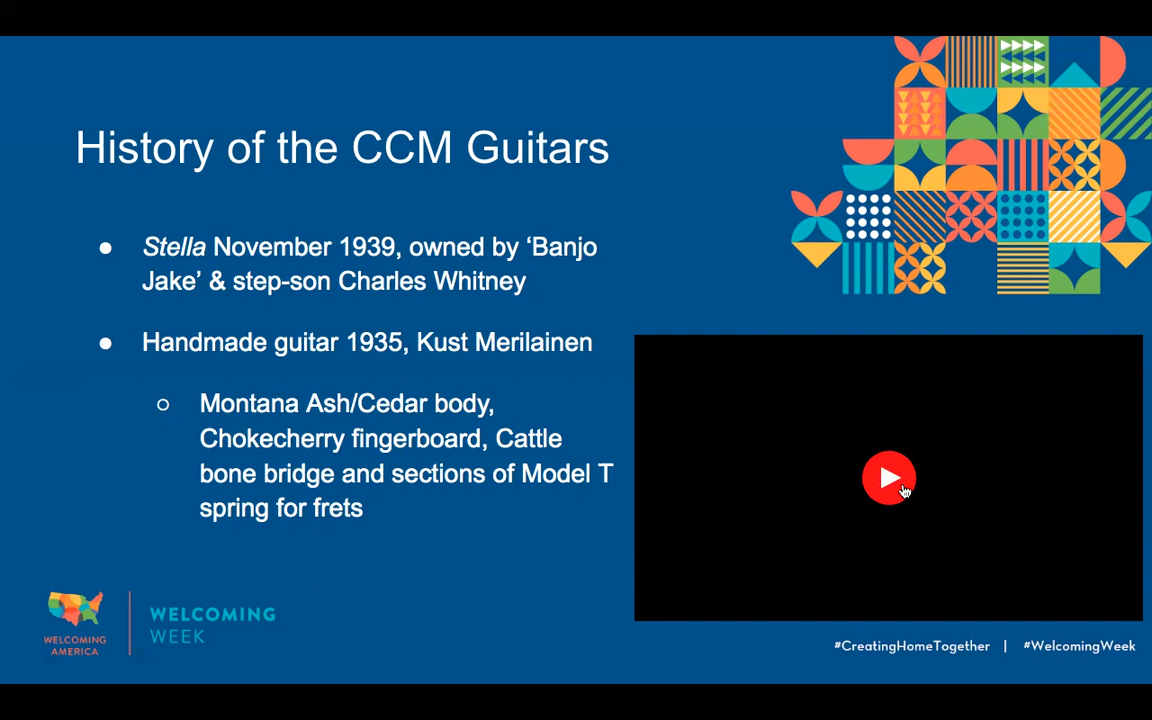 History of the CCM Guitars
● Stella November 1939, owned by ‘Banjo
Jake’ & step-son Charles Whitney
● Handmade guitar 1935, Kust Merilainen
○ Montana Ash/Cedar body,
Chokecherry fingerboard, Cattle
bone bridge and sections of Model T
spring for frets
WELCOMING
AMERICA
WELCOMING
WEEK
#CreatingHomeTogether | #WelcomingWeek